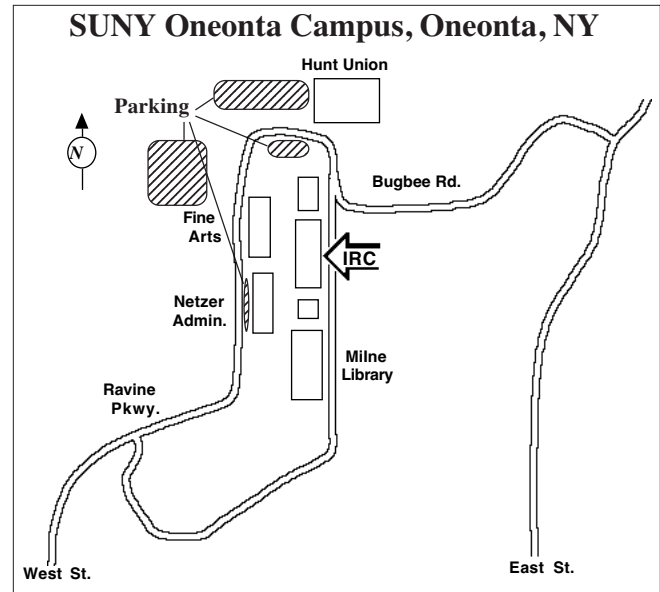 SUNY Oneonta Campus, Oneonta, NY
Hunt Union
Parking
N
Bugbee Rd.
Fine
Arts
IRC
Netzer
Admin.
Milne
Library
Ravine
Pkwy.
West St.
East St.